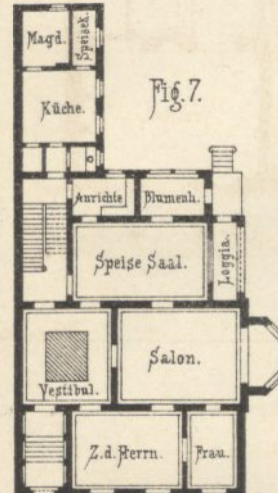 Magd.
Speisek.
Küche.
Fig. 7.
Anrichte
Blumenh.
Speise Saal.
Loggia.
Salon.
Vestibul.
Z. d. Herrn.
Frau.